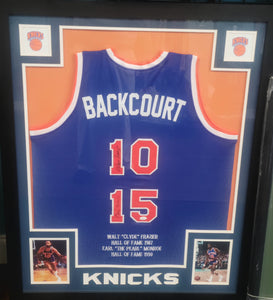 BACKCOURT
10
15
WALT "CLYDE" FRAZIER
HALL OF FAME 1987
EARL "THE PEARL" MONROE
HALL OF FAME 1990
KNICKS